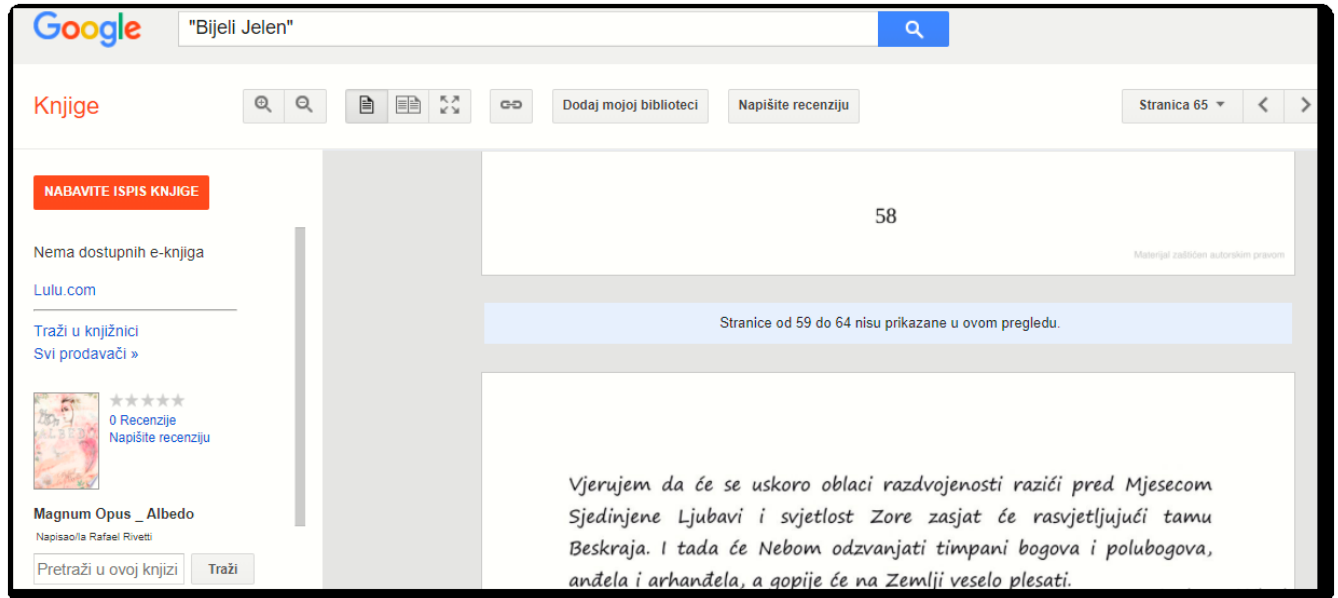 Google
"Bijeli Jelen"
Knjige
Dodaj mojoj biblioteci
Napišite recenziju
Stranica 65
NABAVITE ISPIS KNJIGE
Nema dostupnih e-knjiga
Lulu.com
Traži u knjižnici
Svi prodavači »
ALBEDO
0 Recenzije
Napišite recenziju
Magnum Opus _ Albedo
Napisao/la Rafael Rivetti
Pretraži u ovoj knjizi
Traži
58
Materijal zaštićen autorskim pravom
Stranice od 59 do 64 nisu prikazane u ovom pregledu.
Vjerujem da će se uskoro oblaci razdvojenosti razići pred Mjesecom
Sjedinjene Ljubavi i svjetlost Zore zasjat će rasvjetljujući tamu
Beskraja. I tada će Nebom odzvanjati timpani bogova i polubogova,
anđela i arhanđela, a gopije će na Zemlji veselo plesati.